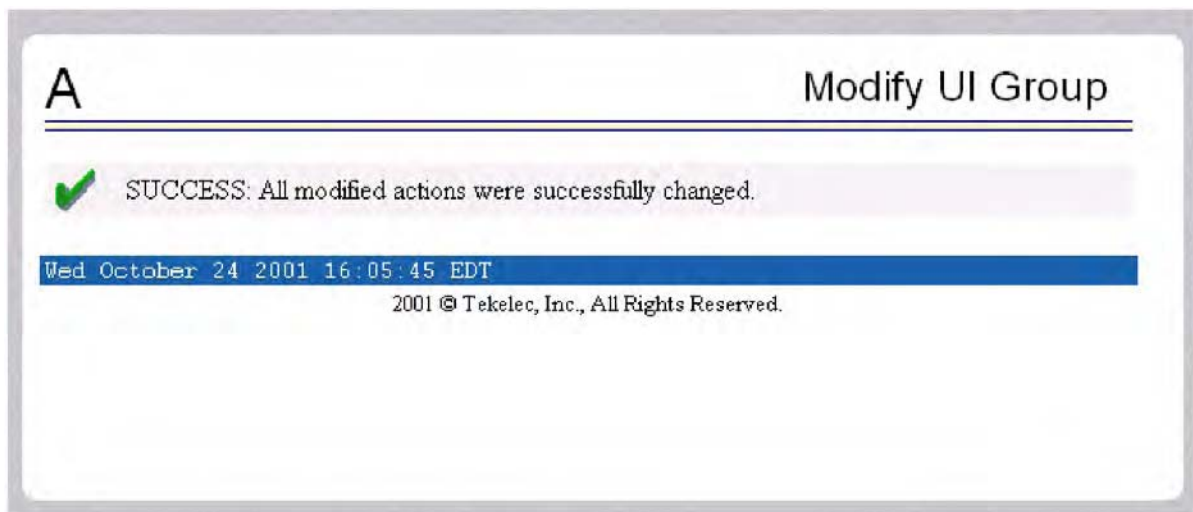 A
Modify UI Group
SUCCESS: All modified actions were successfully changed.
Wed October 24 2001 16:05:45 EDT
2001 © Tekelec, Inc., All Rights Reserved.